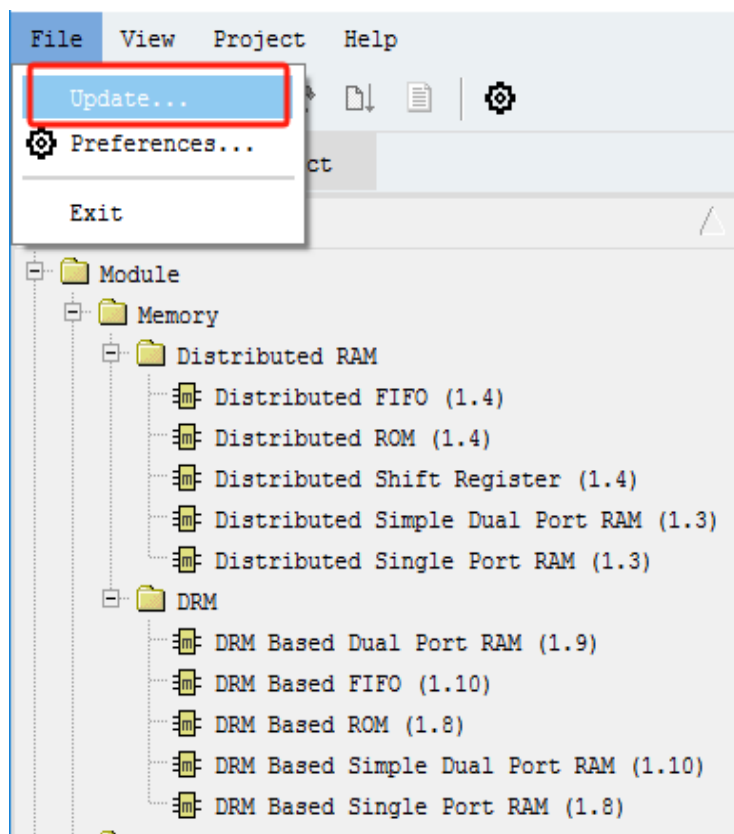 File View Project Help
Update...
Preferences...
ct
Exit
Module
Memory
Distributed RAM
Distributed FIFO (1.4)
Distributed ROM (1.4)
Distributed Shift Register (1.4)
Distributed Simple Dual Port RAM (1.3)
Distributed Single Port RAM (1.3)
DRM
DRM Based Dual Port RAM (1.9)
DRM Based FIFO (1.10)
DRM Based ROM (1.8)
DRM Based Simple Dual Port RAM (1.10)
DRM Based Single Port RAM (1.8)